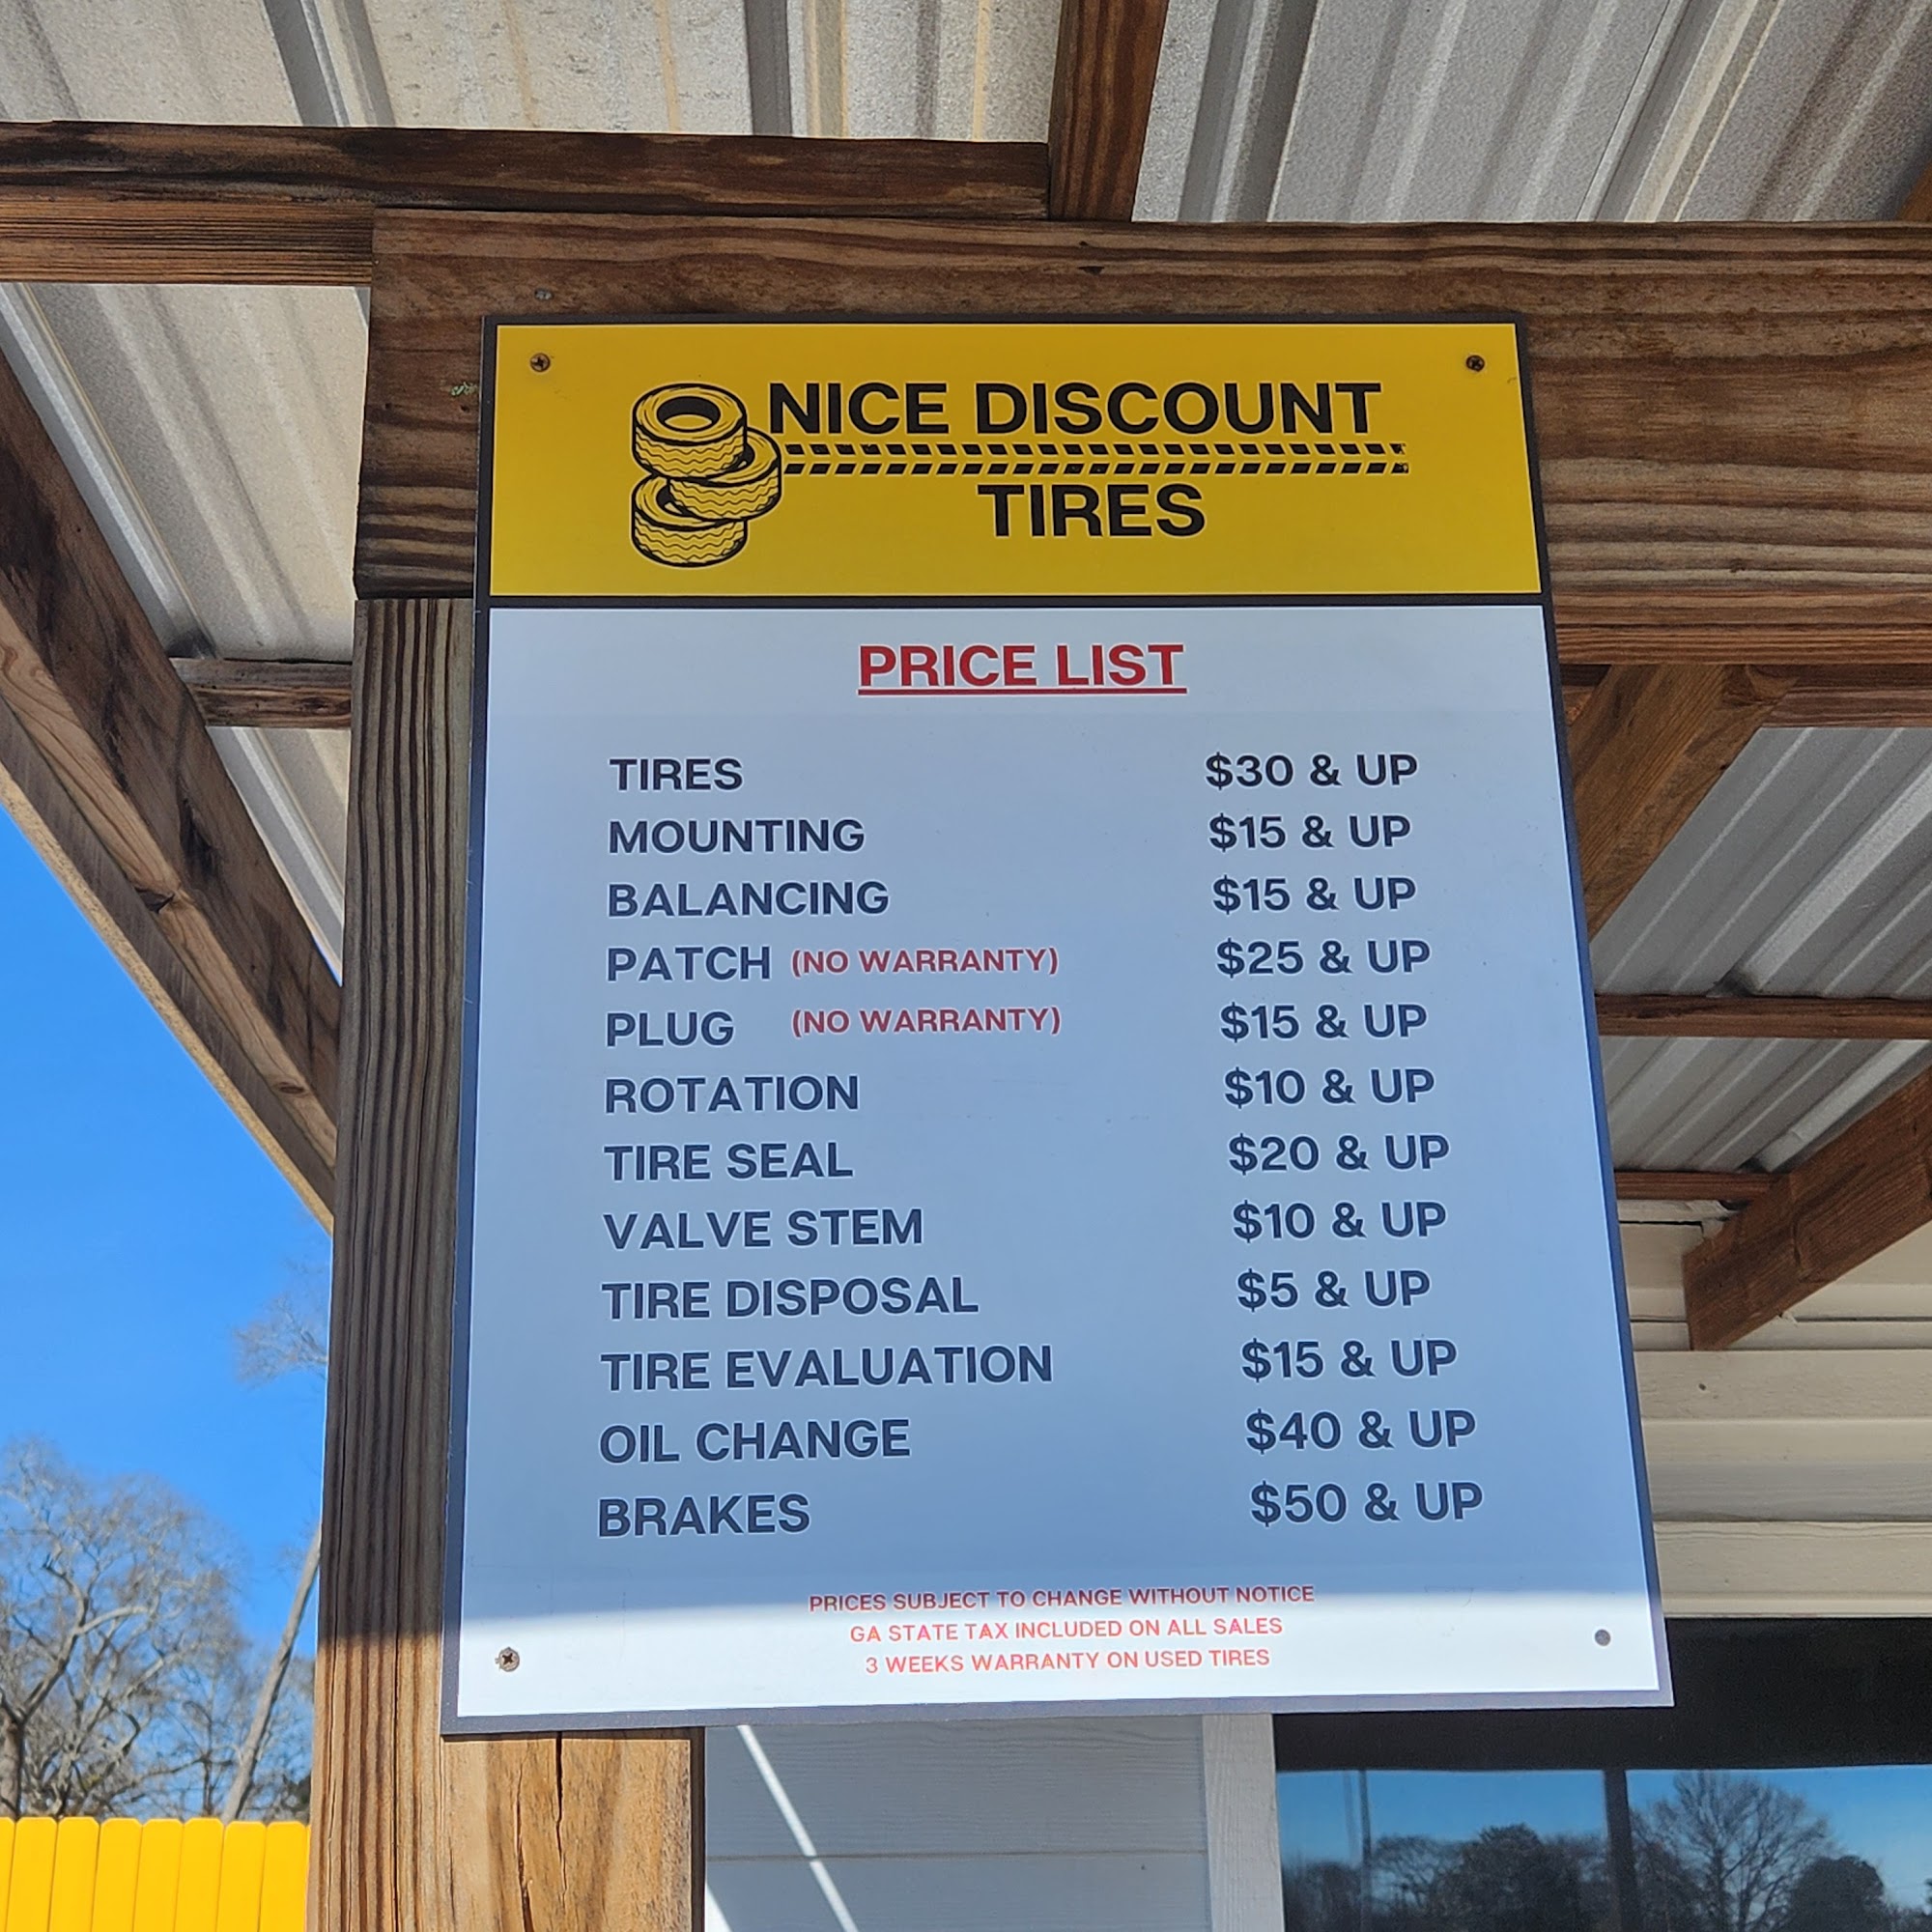 NICE DISCOUNT
TIRES
PRICE LIST
TIRES $30 & UP
MOUNTING $15 & UP
BALANCING $15 & UP
PATCH (NO WARRANTY) $25 & UP
PLUG (NO WARRANTY) $15 & UP
ROTATION $10 & UP
TIRE SEAL $20 & UP
VALVE STEM $10 & UP
TIRE DISPOSAL $5 & UP
TIRE EVALUATION $15 & UP
OIL CHANGE $40 & UP
BRAKES $50 & UP
PRICES SUBJECT TO CHANGE WITHOUT NOTICE
GA STATE TAX INCLUDED ON ALL SALES
3 WEEKS WARRANTY ON USED TIRES